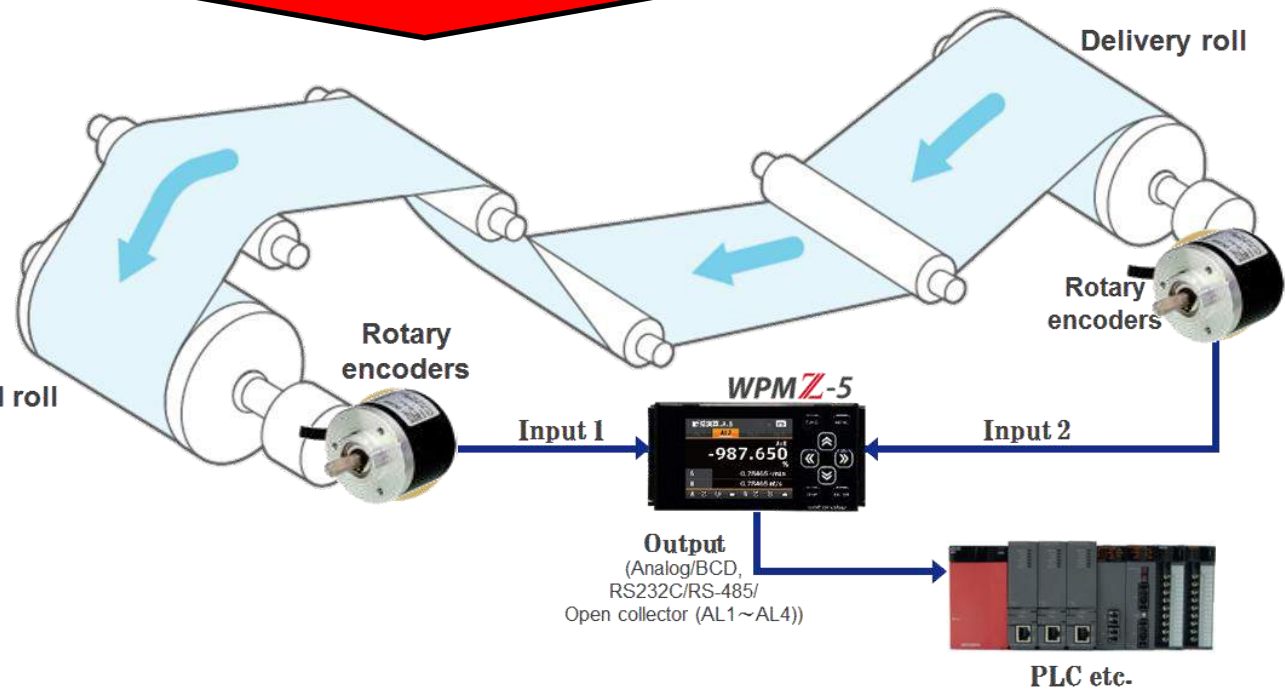 Delivery roll
Rotary
encoders
Rotary
encoders
l roll
WPMZ-5
Input 1
Input 2
-987.650
%
Output
(Analog/BCD,
RS232C/RS-485/
Open collector (AL1～AL4))
PLC etc.